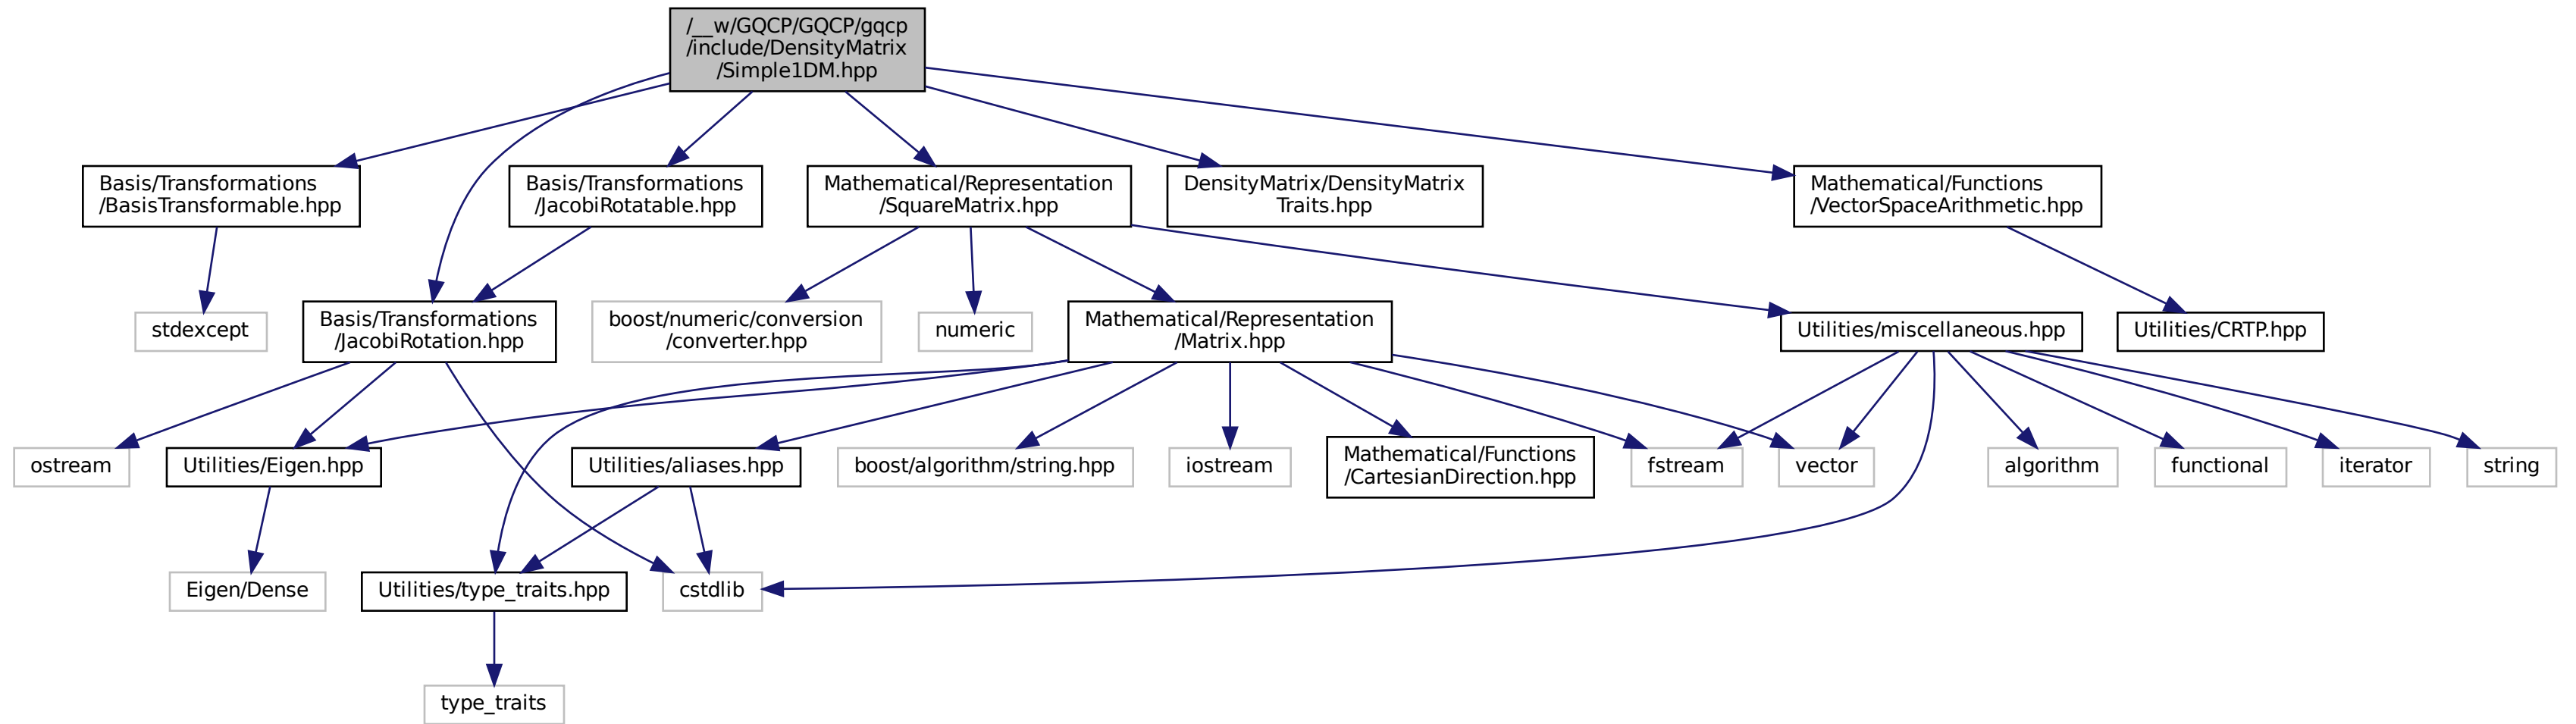 /__w/GQCP/GQCP/gqcp
/include/DensityMatrix
/Simple1DM.hpp
Basis/Transformations
/BasisTransformable.hpp
Basis/Transformations
/JacobiRotatable.hpp
Mathematical/Representation
/SquareMatrix.hpp
DensityMatrix/DensityMatrix
Traits.hpp
Mathematical/Functions
/VectorSpaceArithmetic.hpp
stdexcept
Basis/Transformations
/JacobiRotation.hpp
boost/numeric/conversion
/converter.hpp
numeric
Mathematical/Representation
/Matrix.hpp
Utilities/miscellaneous.hpp
Utilities/CRTP.hpp
ostream
Utilities/Eigen.hpp
Utilities/aliases.hpp
boost/algorithm/string.hpp
iostream
Mathematical/Functions
/CartesianDirection.hpp
fstream
vector
algorithm
functional
iterator
string
Eigen/Dense
Utilities/type_traits.hpp
cstdlib
type_traits